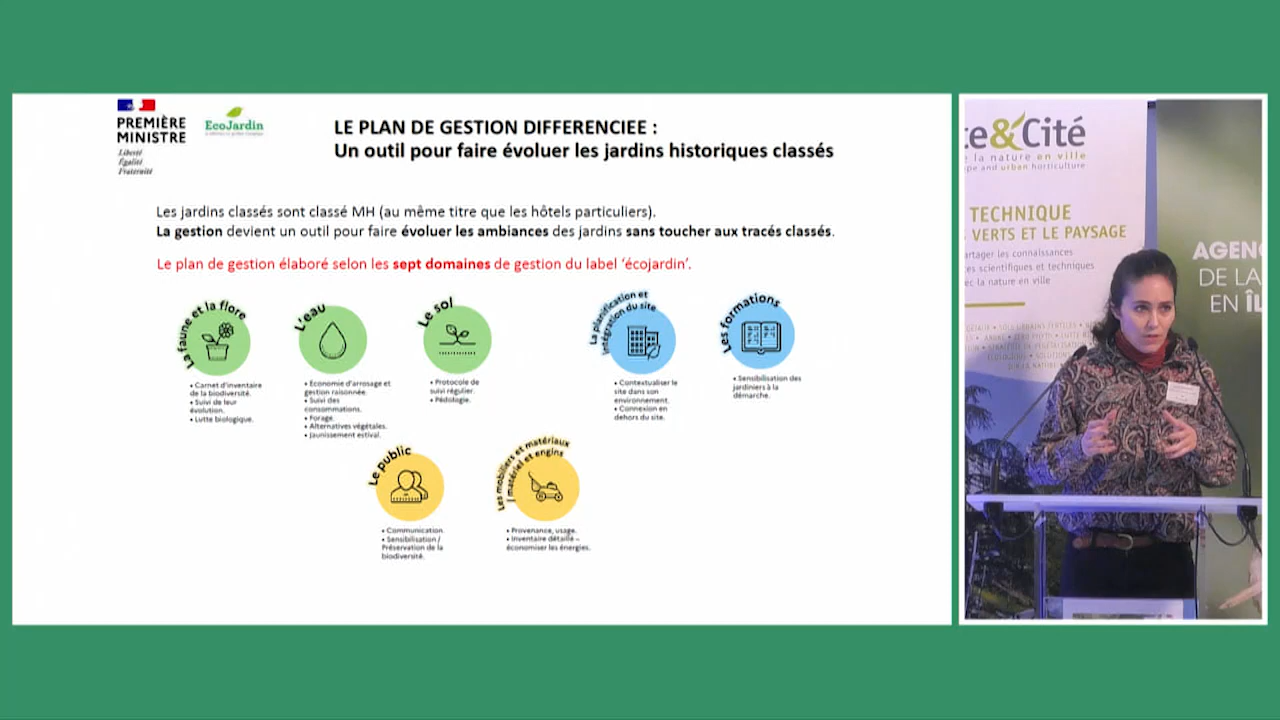 PREMIÈRE
MINISTRE
Liberté
Égalité
Fraternité
EcoJardin
LE PLAN DE GESTION DIFFERENCIEE :
Un outil pour faire évoluer les jardins historiques classés
Les jardins classés sont classé MH (au même titre que les hôtels particuliers).
La gestion devient un outil pour faire évoluer les ambiances des jardins sans toucher aux tracés classés.
Le plan de gestion élaboré selon les sept domaines de gestion du label ‘écojardin’.
La faune et la flore
• Carnet d'inventaire
de la biodiversité.
• Suivi de leur
évolution.
• Lutte biologique.
L'eau
• Économie d'arrosage et
gestion raisonnée.
• Suivi des
consommations.
• Forage.
• Alternatives végétales.
• Jaunissement estival.
Le sol
• Protocole de
suivi régulier.
• Pédologie.
La planification et
intégration du site
• Contextualiser le
site dans son
environnement.
• Connexion en
dehors du site.
Les formations
• Sensibilisation des
jardiniers à la
démarche.
Le public
• Communication.
• Sensibilisation /
Préservation de la
biodiversité.
Les mobiliers et matériaux
matériel et engins
• Provenance, usage.
• Inventaire détaillé –
économiser les énergies.
te&Cité
la nature en ville
pe and urban horticulture
TECHNIQUE
VERTS ET LE PAYSAGE
artager les connaissances
es scientifiques et techniques
ec la nature en ville
AGEN
DE LA
EN ÎL